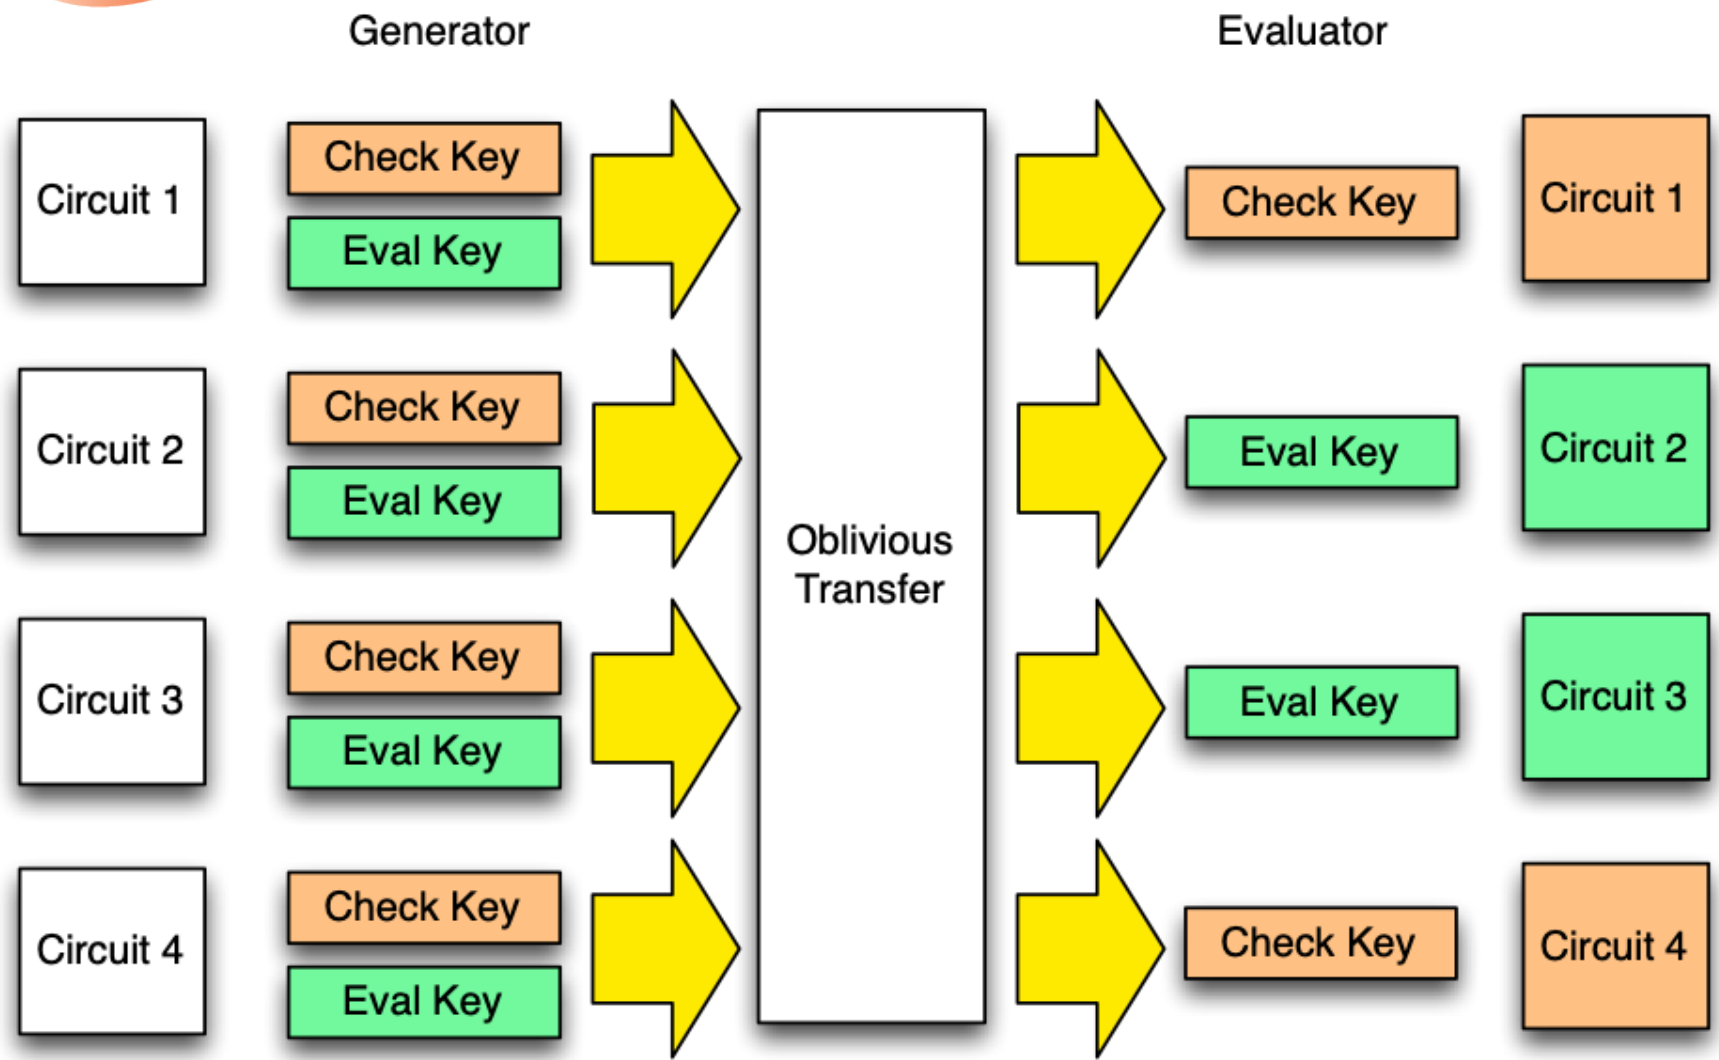 Generator
Evaluator
Circuit 1
Check Key
Eval Key
Check Key
Circuit 1
Circuit 2
Check Key
Eval Key
Eval Key
Circuit 2
Oblivious
Transfer
Circuit 3
Check Key
Eval Key
Eval Key
Circuit 3
Circuit 4
Check Key
Eval Key
Check Key
Circuit 4